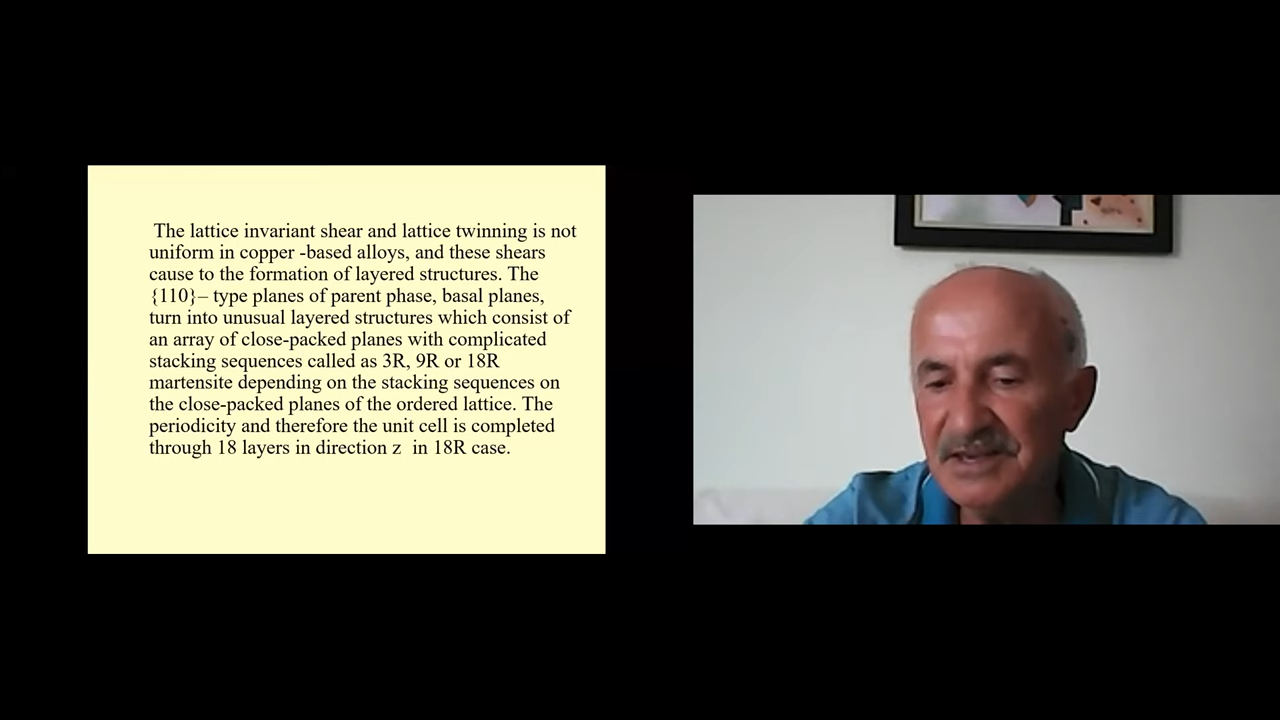 The lattice invariant shear and lattice twinning is not
uniform in copper -based alloys, and these shears
cause to the formation of layered structures. The
{110}– type planes of parent phase, basal planes,
turn into unusual layered structures which consist of
an array of close-packed planes with complicated
stacking sequences called as 3R, 9R or 18R
martensite depending on the stacking sequences on
the close-packed planes of the ordered lattice. The
periodicity and therefore the unit cell is completed
through 18 layers in direction z in 18R case.